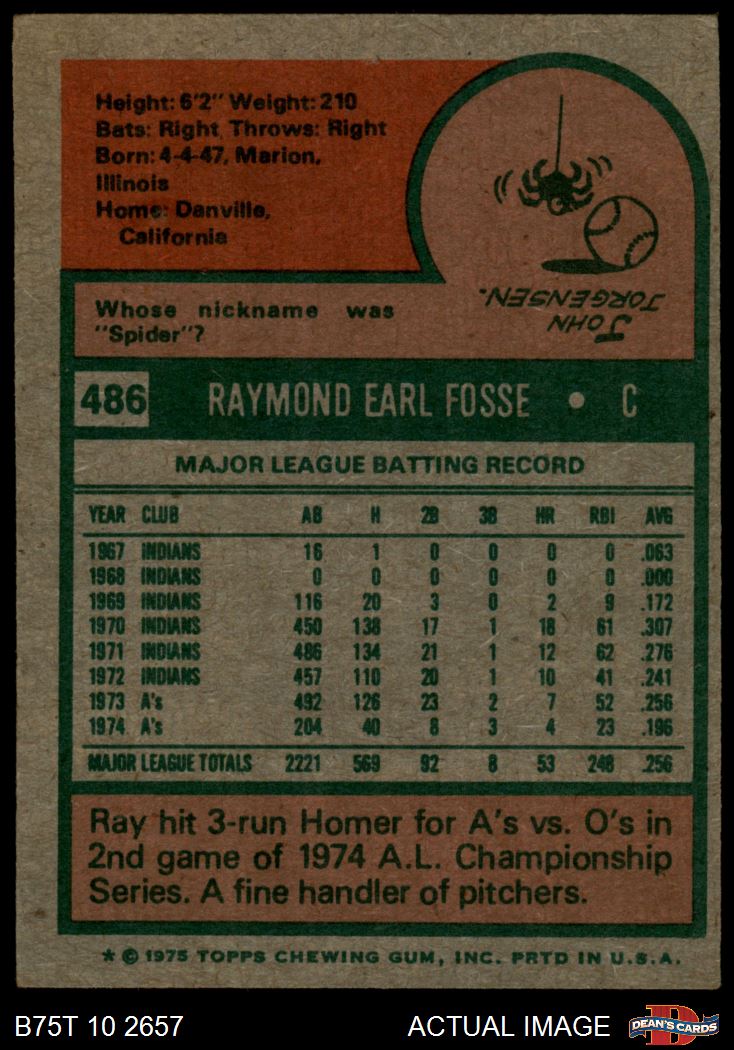 Height: 6'2" Weight: 210
Bats: Right Throws: Right
Born: 4-4-47, Marion,
Illinois
Home: Danville,
California
Whose nickname was
"Spider"?
JOHN
JORGENSEN.
486 RAYMOND EARL FOSSE • C
MAJOR LEAGUE BATTING RECORD
YEAR CLUB AB H 2B 3B HR RBI AVG
1967 INDIANS 16 1 0 0 0 0 .063
1968 INDIANS 0 0 0 0 0 0 .000
1969 INDIANS 116 20 3 0 2 9 .172
1970 INDIANS 450 138 17 1 18 61 .307
1971 INDIANS 486 134 21 1 12 62 .276
1972 INDIANS 457 110 20 1 10 41 .241
1973 A's 492 126 23 2 7 52 .256
1974 A's 204 40 8 3 4 23 .196
MAJOR LEAGUE TOTALS 2221 569 92 8 53 248 .256
Ray hit 3-run Homer for A's vs. O's in
2nd game of 1974 A.L. Championship
Series. A fine handler of pitchers.
* © 1975 TOPPS CHEWING GUM, INC. PRTD IN U.S.A.
B75T 10 2657 ACTUAL IMAGE D DEAN'S CARDS